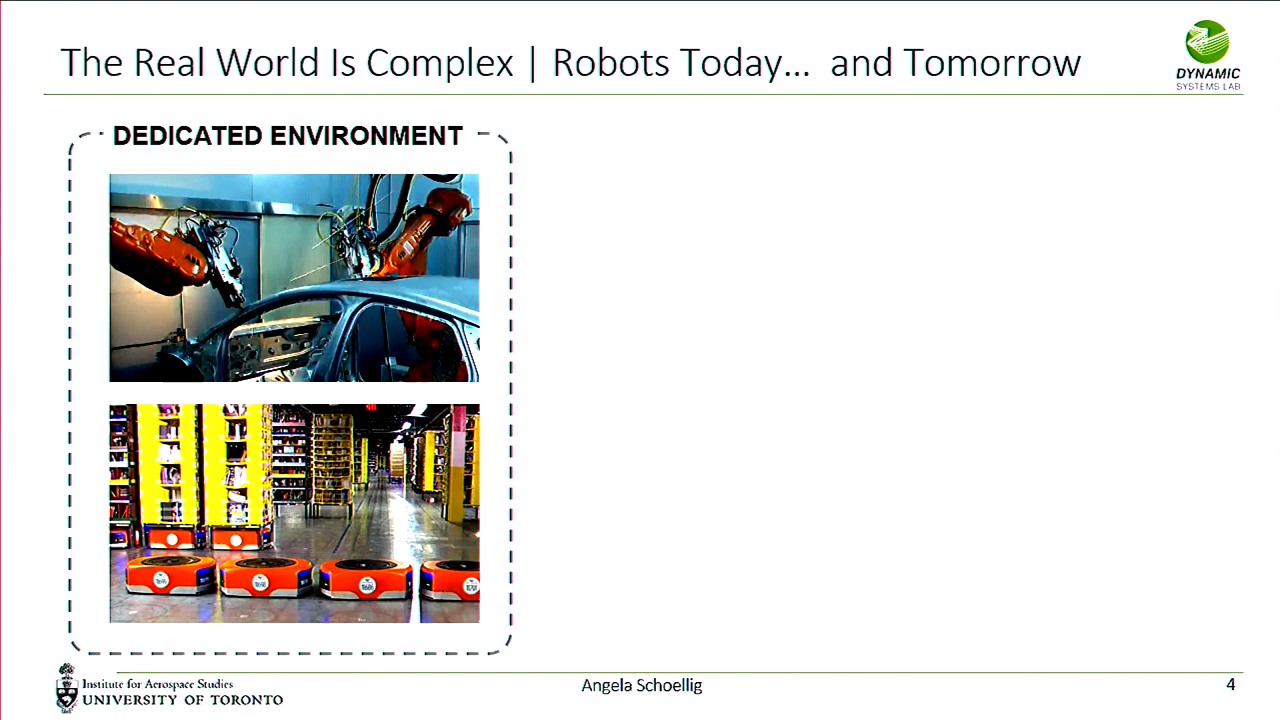 The Real World Is Complex | Robots Today... and Tomorrow
DYNAMIC
SYSTEMS LAB
DEDICATED ENVIRONMENT
Institute for Aerospace Studies
UNIVERSITY OF TORONTO
Angela Schoellig
4